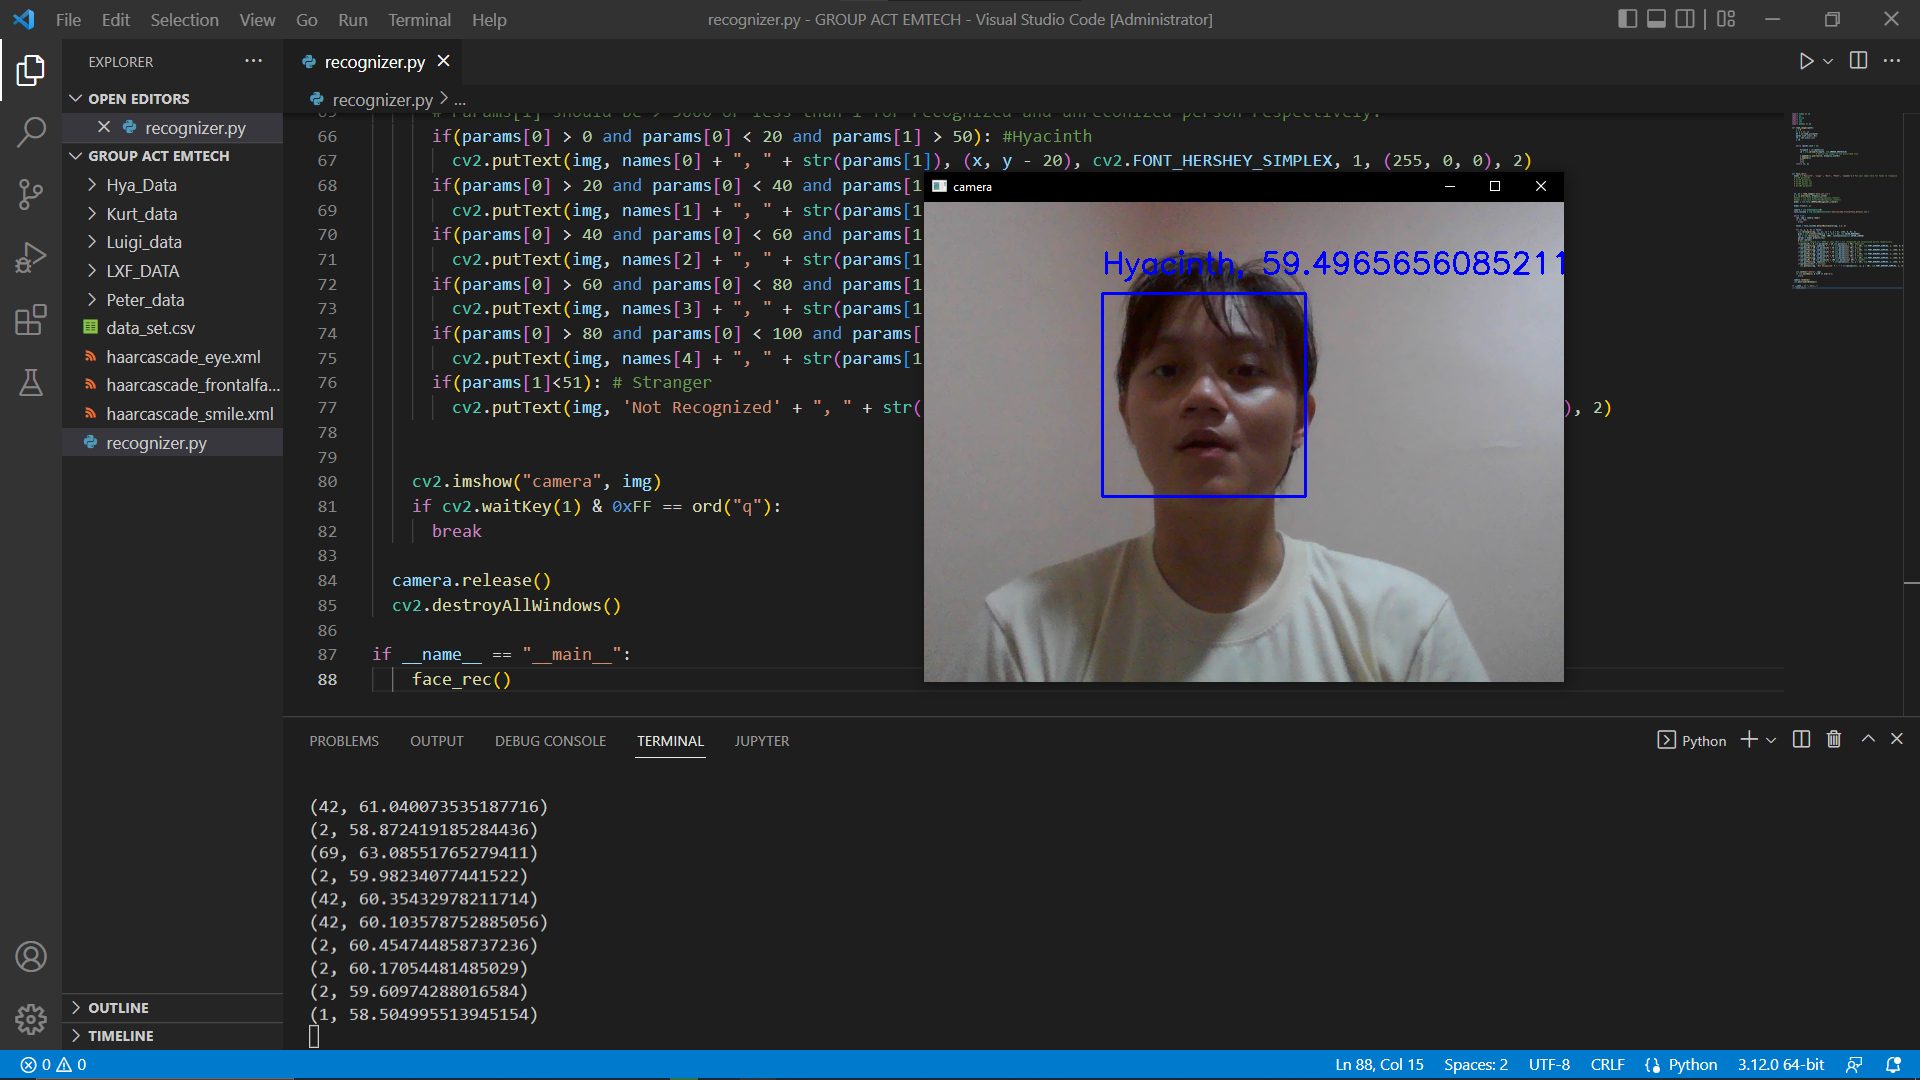 File Edit Selection View Go Run Terminal Help
recognizer.py - GROUP ACT EMTECH - Visual Studio Code [Administrator]
EXPLORER
OPEN EDITORS
recognizer.py
GROUP ACT EMTECH
Hya_Data
Kurt_data
Luigi_data
LXF_DATA
Peter_data
data_set.csv
haarcascade_eye.xml
haarcascade_frontalfa...
haarcascade_smile.xml
recognizer.py
OUTLINE
TIMELINE
recognizer.py
recognizer.py > ...
66 if(params[0] > 0 and params[0] < 20 and params[1] > 50): #Hyacinth
67 cv2.putText(img, names[0] + ", " + str(params[1]), (x, y - 20), cv2.FONT_HERSHEY_SIMPLEX, 1, (255, 0, 0), 2)
68 if(params[0] > 20 and params[0] < 40 and params[1
69 cv2.putText(img, names[1] + ", " + str(params[1
70 if(params[0] > 40 and params[0] < 60 and params[1
71 cv2.putText(img, names[2] + ", " + str(params[1
72 if(params[0] > 60 and params[0] < 80 and params[1
73 cv2.putText(img, names[3] + ", " + str(params[1
74 if(params[0] > 80 and params[0] < 100 and params[
75 cv2.putText(img, names[4] + ", " + str(params[1
76 if(params[1]<51): # Stranger
77 cv2.putText(img, 'Not Recognized' + ", " + str( ), 2)
78
79
80 cv2.imshow("camera", img)
81 if cv2.waitKey(1) & 0xFF == ord("q"):
82 break
83
84 camera.release()
85 cv2.destroyAllWindows()
86
87 if __name__ == "__main__":
88 face_rec()
camera
Hyacinth, 59.4965656085211
PROBLEMS OUTPUT DEBUG CONSOLE TERMINAL JUPYTER
Python
(42, 61.040073535187716)
(2, 58.872419185284436)
(69, 63.08551765279411)
(2, 59.98234077441522)
(42, 60.35432978211714)
(42, 60.103578752885056)
(2, 60.454744858737236)
(2, 60.17054481485029)
(2, 59.60974288016584)
(1, 58.504995513945154)
0 0
Ln 88, Col 15 Spaces: 2 UTF-8 CRLF Python 3.12.0 64-bit